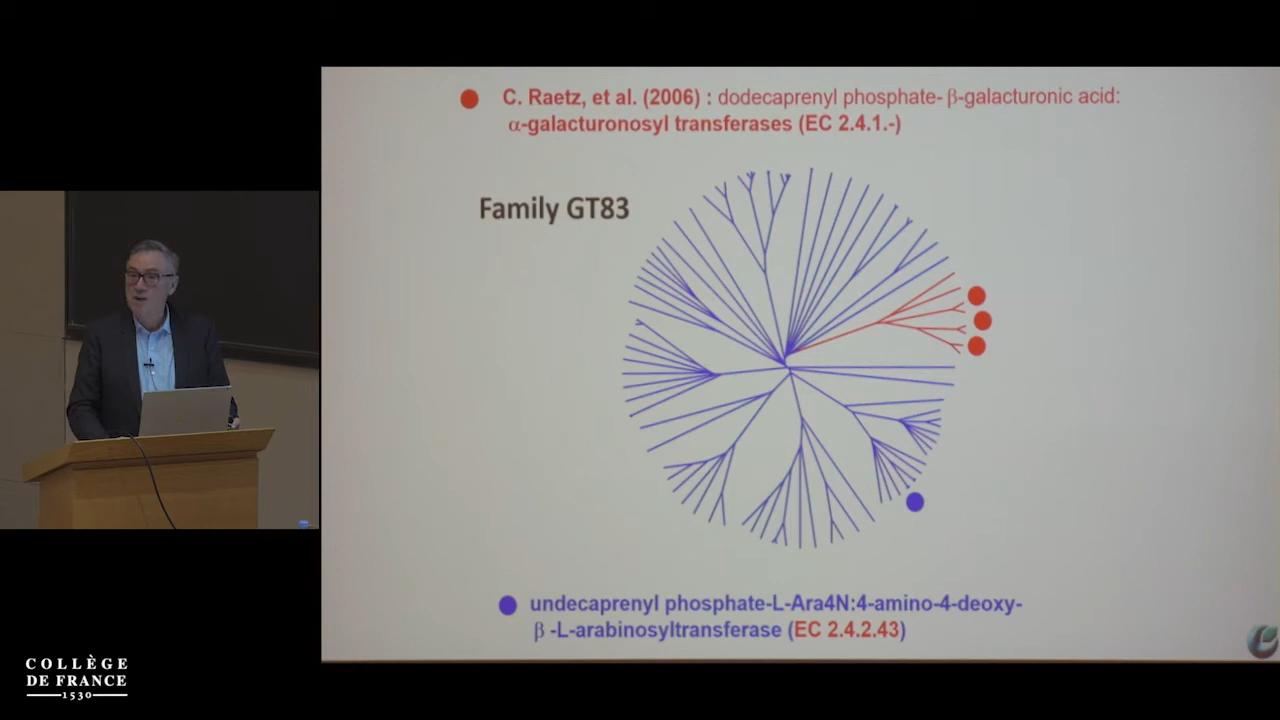 C. Raetz, et al. (2006) : dodecaprenyl phosphate- β-galacturonic acid:
α-galacturonosyl transferases (EC 2.4.1.-)
Family GT83
undecaprenyl phosphate-L-Ara4N:4-amino-4-deoxy-
β -L-arabinosyltransferase (EC 2.4.2.43)
COLLÈGE
DE FRANCE
1530